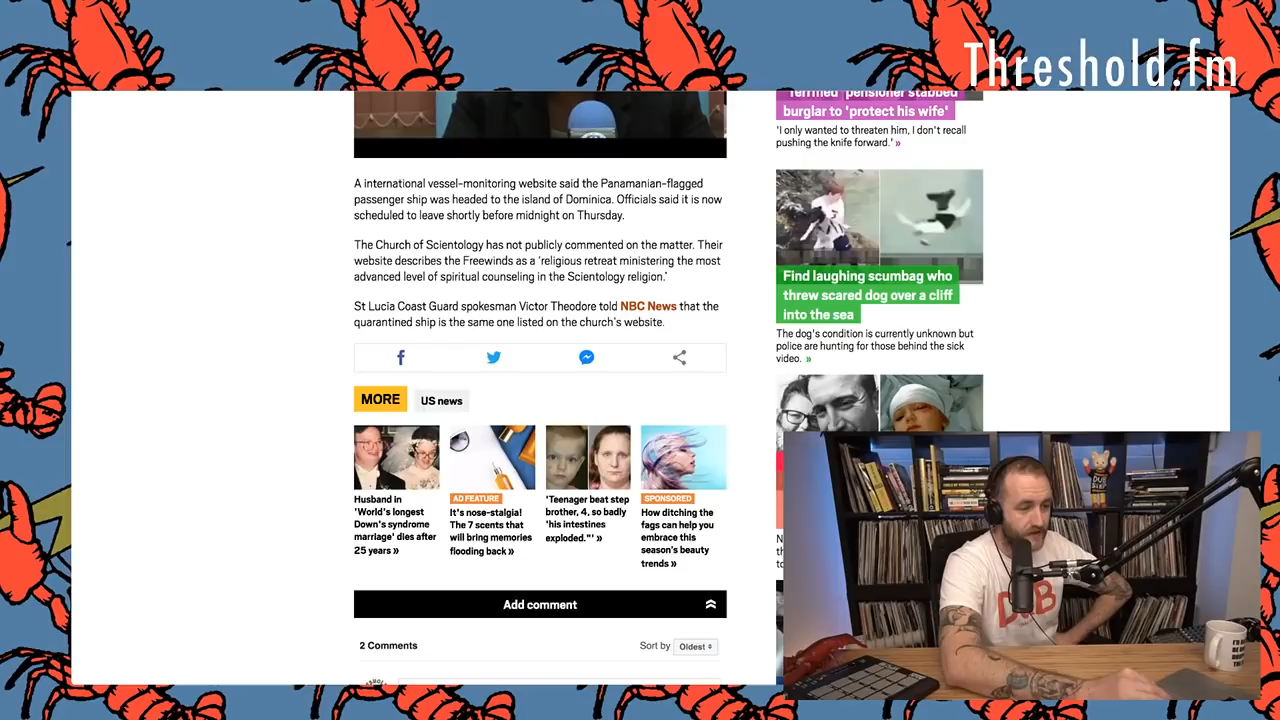 Threshold.fm
'Terrified' pensioner stabbed
burglar to 'protect his wife'
'I only wanted to threaten him, I don't recall
pushing the knife forward.' »
A international vessel-monitoring website said the Panamanian-flagged
passenger ship was headed to the island of Dominica. Officials said it is now
scheduled to leave shortly before midnight on Thursday.
The Church of Scientology has not publicly commented on the matter. Their
website describes the Freewinds as a 'religious retreat ministering the most
advanced level of spiritual counseling in the Scientology religion.'
St Lucia Coast Guard spokesman Victor Theodore told NBC News that the
quarantined ship is the same one listed on the church's website.
Find laughing scumbag who
threw scared dog over a cliff
into the sea
The dog's condition is currently unknown but
police are hunting for those behind the sick
video. »
MORE
US news
Husband in
'World's longest
Down's syndrome
marriage' dies after
25 years »
AD FEATURE
It's nose-stalgia!
The 7 scents that
will bring memories
flooding back »
'Teenager beat step
brother, 4, so badly
'his intestines
exploded."' »
SPONSORED
How ditching the
fags can help you
embrace this
season's beauty
trends »
Add comment
2 Comments
Sort by
Oldest
DUB